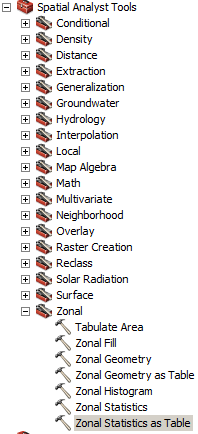 Spatial Analyst Tools
Conditional
Density
Distance
Extraction
Generalization
Groundwater
Hydrology
Interpolation
Local
Map Algebra
Math
Multivariate
Neighborhood
Overlay
Raster Creation
Reclass
Solar Radiation
Surface
Zonal
Tabulate Area
Zonal Fill
Zonal Geometry
Zonal Geometry as Table
Zonal Histogram
Zonal Statistics
Zonal Statistics as Table